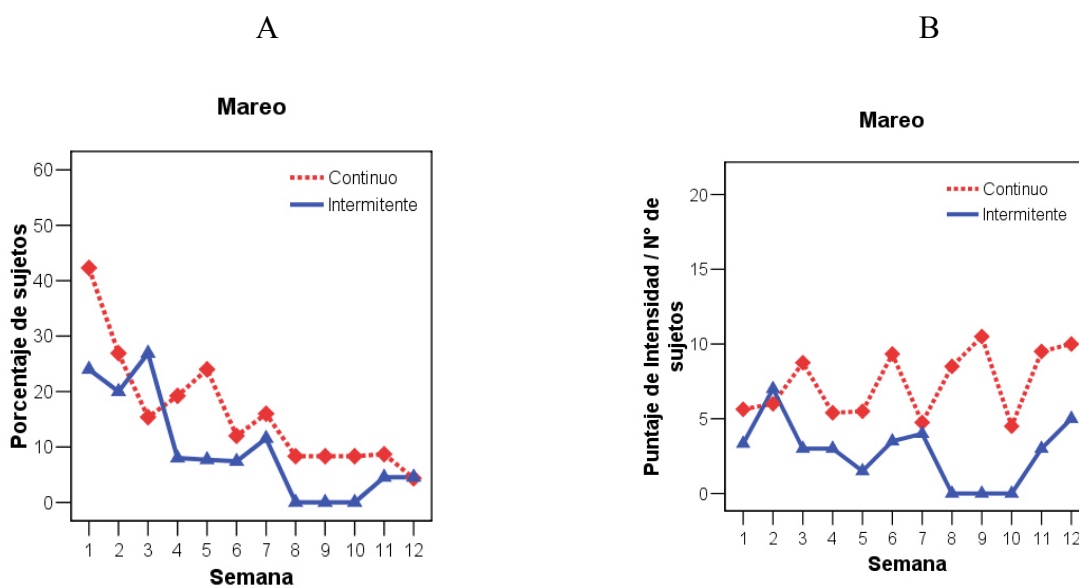 A
B
Mareo
Porcentaje de sujetos
60
50
40
30
20
10
0
Continuo
Intermitente
1 2 3 4 5 6 7 8 9 10 11 12
Semana
Mareo
Puntaje de Intensidad / N° de
sujetos
20
15
10
5
0
Continuo
Intermitente
1 2 3 4 5 6 7 8 9 10 11 12
Semana